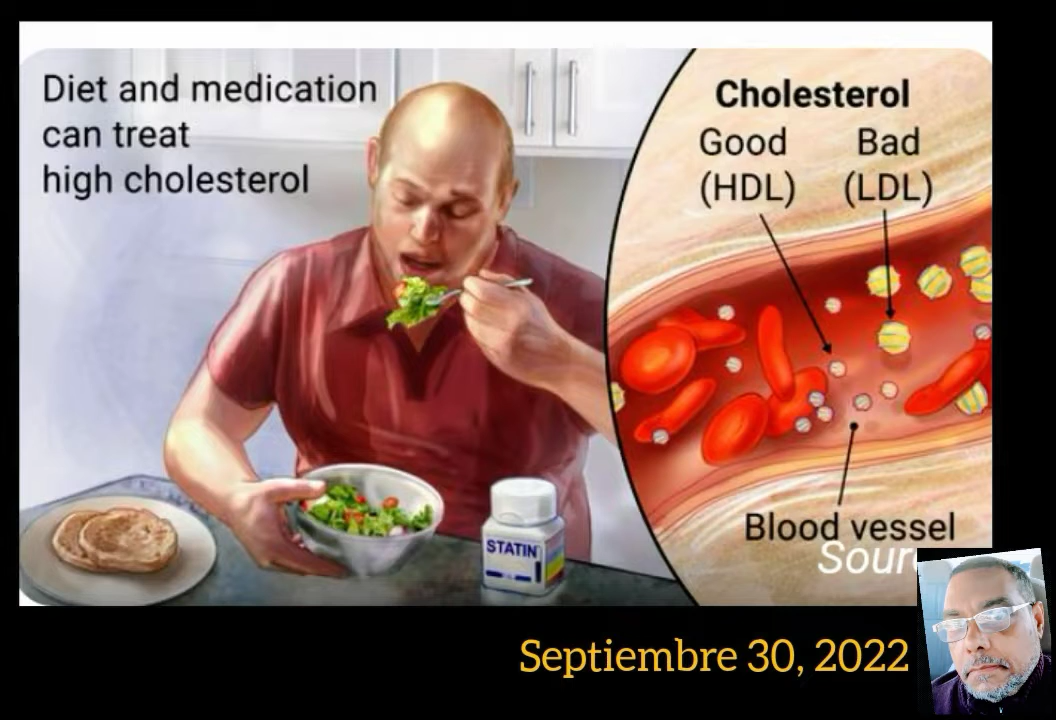 Diet and medication
can treat
high cholesterol
Cholesterol
Good
(HDL)
Bad
(LDL)
STATIN
Blood vessel
Septiembre 30, 2022